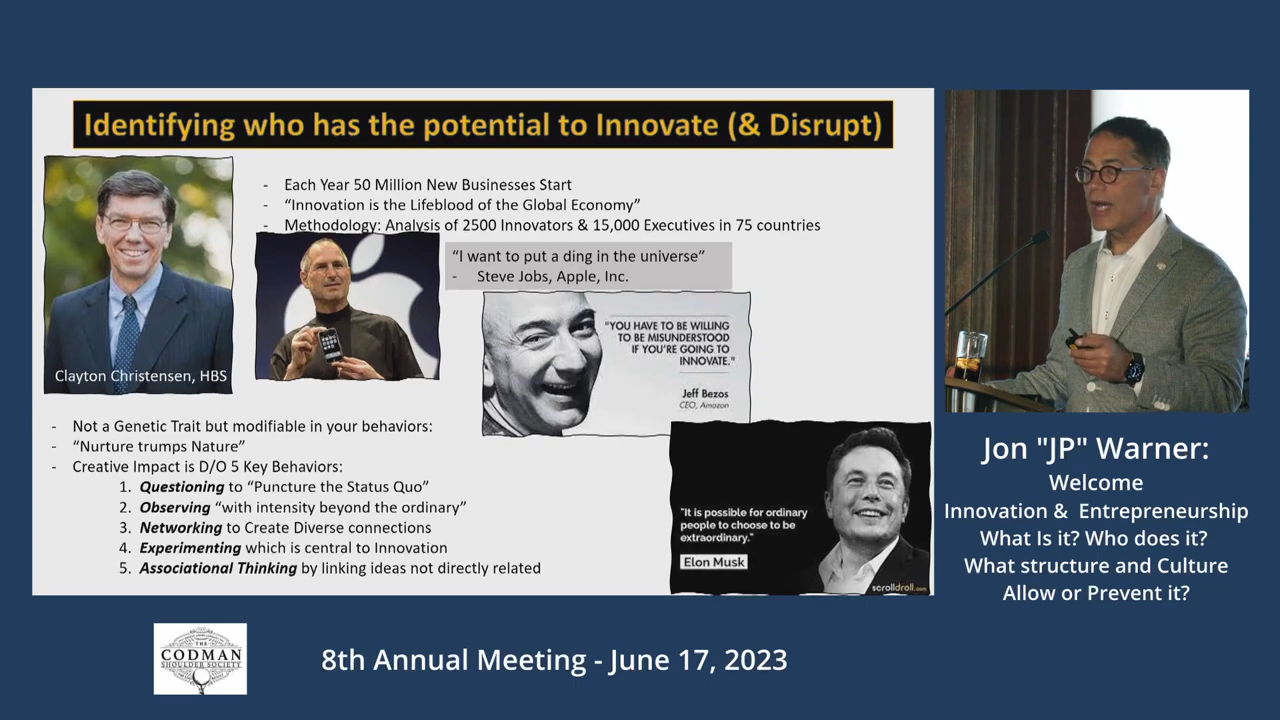 Identifying who has the potential to Innovate (& Disrupt)
- Each Year 50 Million New Businesses Start
- “Innovation is the Lifeblood of the Global Economy”
- Methodology: Analysis of 2500 Innovators & 15,000 Executives in 75 countries
“I want to put a ding in the universe”
- Steve Jobs, Apple, Inc.
"YOU HAVE TO BE WILLING
TO BE MISUNDERSTOOD
IF YOU'RE GOING TO
INNOVATE."
Jeff Bezos
CEO, Amazon
Clayton Christensen, HBS
- Not a Genetic Trait but modifiable in your behaviors:
- “Nurture trumps Nature”
- Creative Impact is D/O 5 Key Behaviors:
1. Questioning to “Puncture the Status Quo”
2. Observing “with intensity beyond the ordinary”
3. Networking to Create Diverse connections
4. Experimenting which is central to Innovation
5. Associational Thinking by linking ideas not directly related
"It is possible for ordinary
people to choose to be
extraordinary."
Elon Musk
scrolldroll.com
Jon "JP" Warner:
Welcome
Innovation & Entrepreneurship
What Is it? Who does it?
What structure and Culture
Allow or Prevent it?
THE
CODMAN
SHOULDER SOCIETY
8th Annual Meeting - June 17, 2023